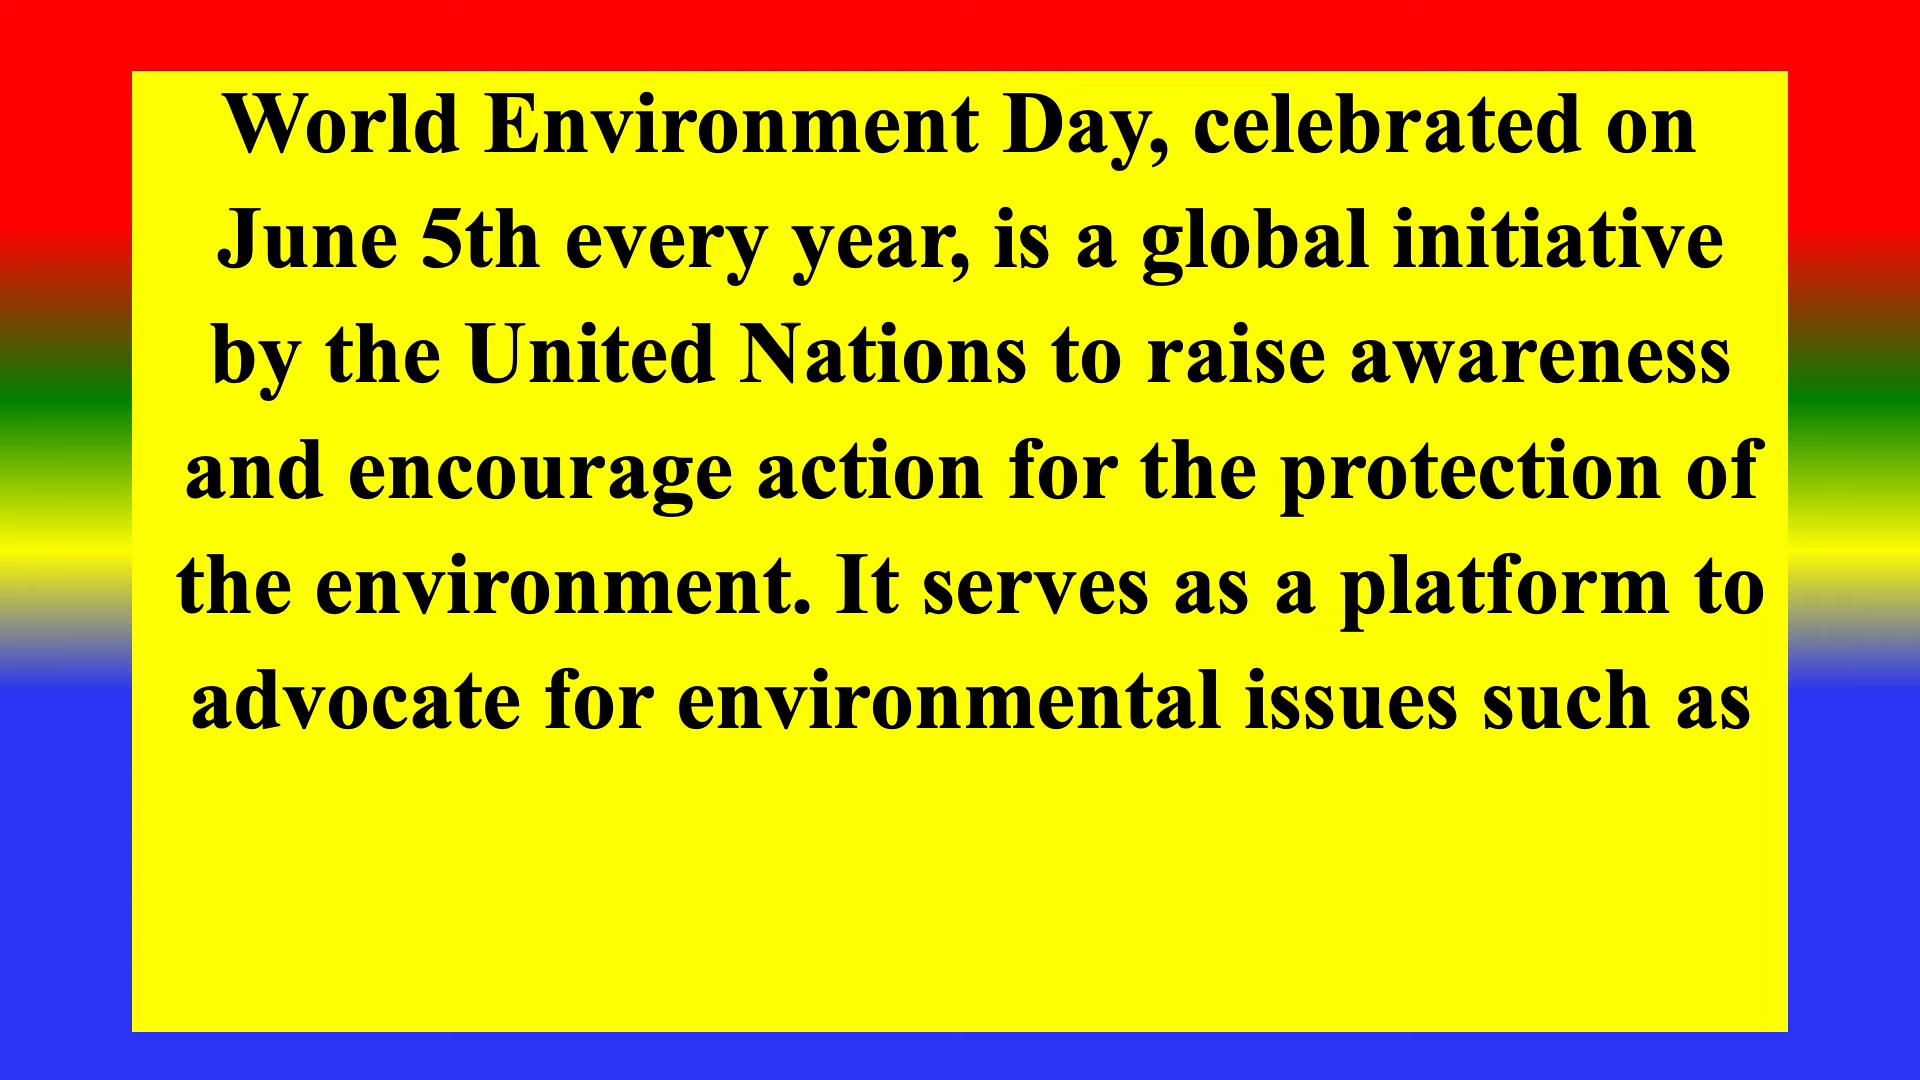 World Environment Day, celebrated on
June 5th every year, is a global initiative
by the United Nations to raise awareness
and encourage action for the protection of
the environment. It serves as a platform to
advocate for environmental issues such as